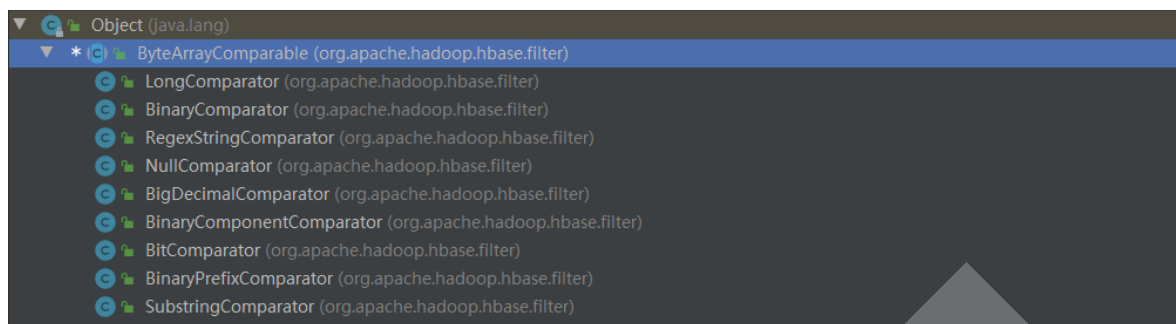 Object (java.lang)
* ByteArrayComparable (org.apache.hadoop.hbase.filter)
LongComparator (org.apache.hadoop.hbase.filter)
BinaryComparator (org.apache.hadoop.hbase.filter)
RegexStringComparator (org.apache.hadoop.hbase.filter)
NullComparator (org.apache.hadoop.hbase.filter)
BigDecimalComparator (org.apache.hadoop.hbase.filter)
BinaryComponentComparator (org.apache.hadoop.hbase.filter)
BitComparator (org.apache.hadoop.hbase.filter)
BinaryPrefixComparator (org.apache.hadoop.hbase.filter)
SubstringComparator (org.apache.hadoop.hbase.filter)